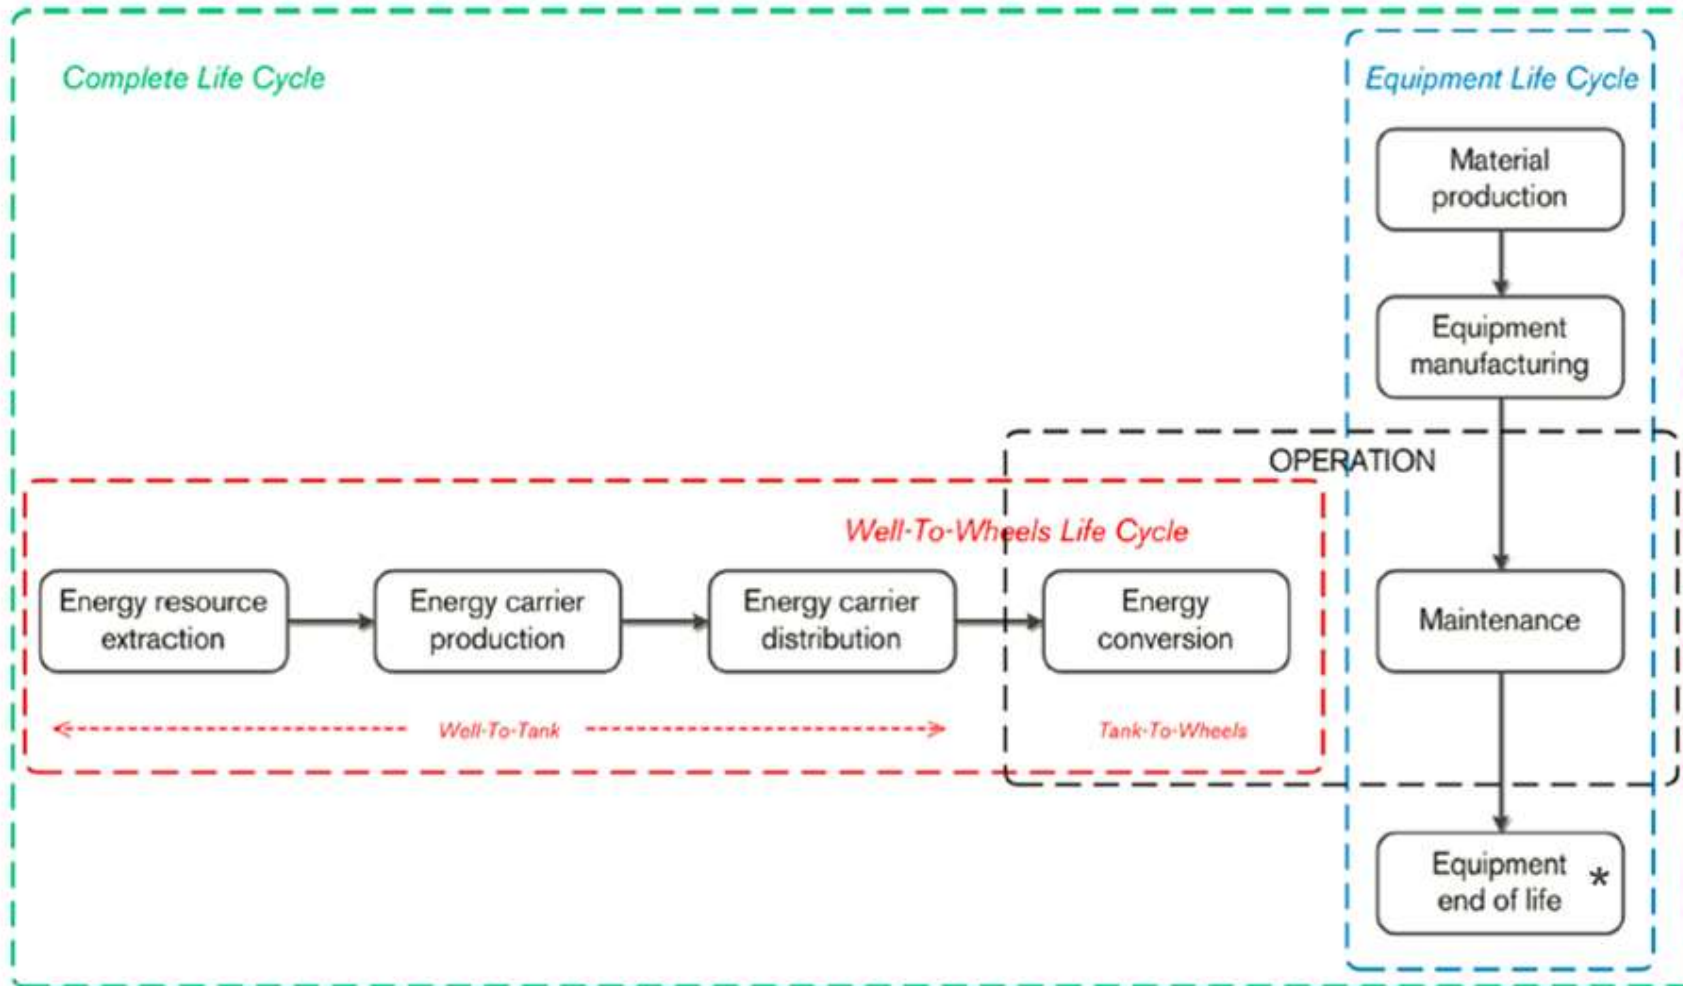 Complete Life Cycle
Equipment Life Cycle
Material
production
Equipment
manufacturing
OPERATION
Well-To-Wheels Life Cycle
Energy resource
extraction
Energy carrier
production
Energy carrier
distribution
Energy
conversion
Maintenance
Well-To-Tank
Tank-To-Wheels
Equipment
end of life *